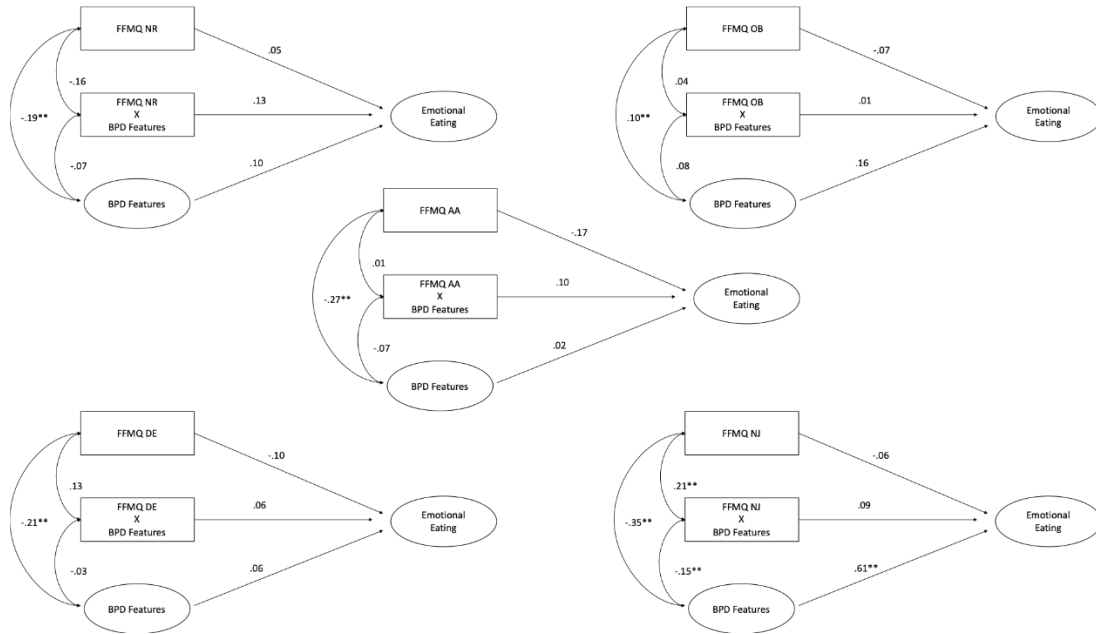 FFMQ NR
.05
-.16
-.19**
FFMQ NR
X
BPD Features
.13
Emotional
Eating
-.07
.10
BPD Features
FFMQ OB
-.07
.04
.10**
FFMQ OB
X
BPD Features
.01
Emotional
Eating
.08
.16
BPD Features
FFMQ AA
-.17
.01
-.27**
FFMQ AA
X
BPD Features
.10
Emotional
Eating
-.07
.02
BPD Features
FFMQ DE
-.10
.13
-.21**
FFMQ DE
X
BPD Features
.06
Emotional
Eating
-.03
.06
BPD Features
FFMQ NJ
-.06
.21**
-.35**
FFMQ NJ
X
BPD Features
.09
Emotional
Eating
-.15**
.61**
BPD Features